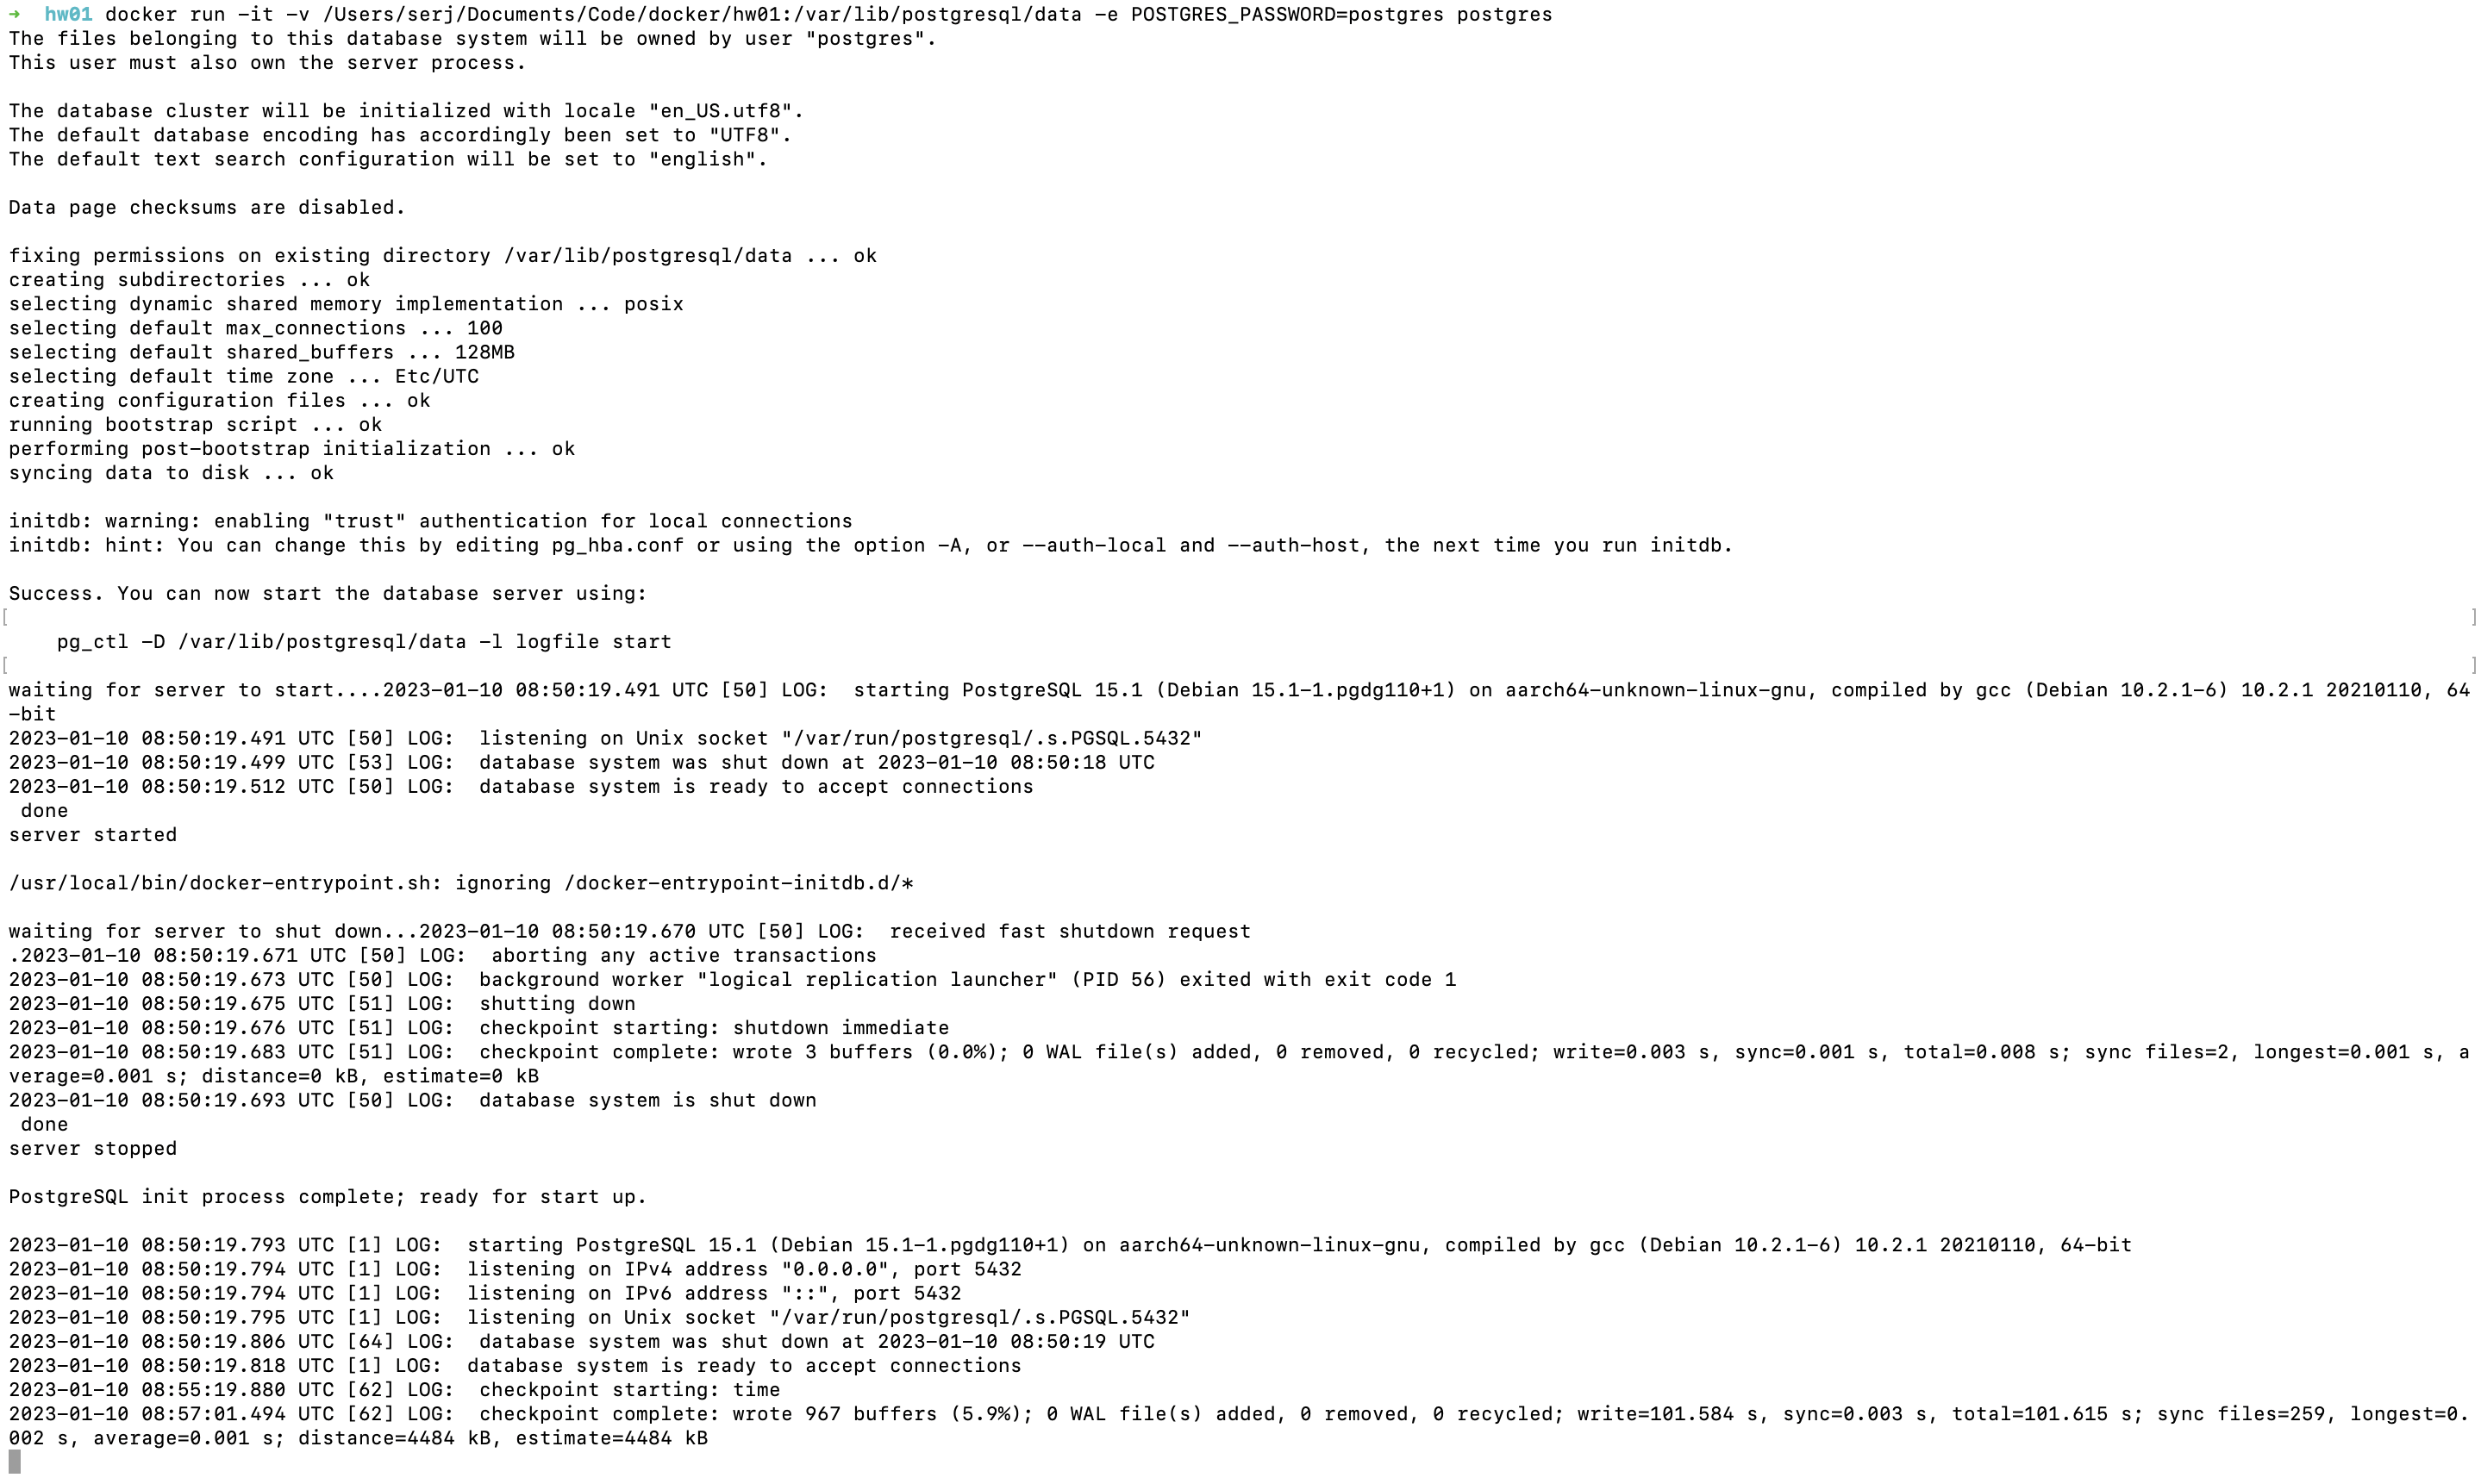 ➜  hw01 docker run -it -v /Users/serj/Documents/Code/docker/hw01:/var/lib/postgresql/data -e POSTGRES_PASSWORD=postgres postgres
The files belonging to this database system will be owned by user "postgres".
This user must also own the server process.

The database cluster will be initialized with locale "en_US.utf8".
The default database encoding has accordingly been set to "UTF8".
The default text search configuration will be set to "english".

Data page checksums are disabled.

fixing permissions on existing directory /var/lib/postgresql/data ... ok
creating subdirectories ... ok
selecting dynamic shared memory implementation ... posix
selecting default max_connections ... 100
selecting default shared_buffers ... 128MB
selecting default time zone ... Etc/UTC
creating configuration files ... ok
running bootstrap script ... ok
performing post-bootstrap initialization ... ok
syncing data to disk ... ok

initdb: warning: enabling "trust" authentication for local connections
initdb: hint: You can change this by editing pg_hba.conf or using the option -A, or --auth-local and --auth-host, the next time you run initdb.

Success. You can now start the database server using:
[ ]
    pg_ctl -D /var/lib/postgresql/data -l logfile start
[ ]
waiting for server to start....2023-01-10 08:50:19.491 UTC [50] LOG:  starting PostgreSQL 15.1 (Debian 15.1-1.pgdg110+1) on aarch64-unknown-linux-gnu, compiled by gcc (Debian 10.2.1-6) 10.2.1 20210110, 64
-bit
2023-01-10 08:50:19.491 UTC [50] LOG:  listening on Unix socket "/var/run/postgresql/.s.PGSQL.5432"
2023-01-10 08:50:19.499 UTC [53] LOG:  database system was shut down at 2023-01-10 08:50:18 UTC
2023-01-10 08:50:19.512 UTC [50] LOG:  database system is ready to accept connections
 done
server started

/usr/local/bin/docker-entrypoint.sh: ignoring /docker-entrypoint-initdb.d/*

waiting for server to shut down...2023-01-10 08:50:19.670 UTC [50] LOG:  received fast shutdown request
.2023-01-10 08:50:19.671 UTC [50] LOG:  aborting any active transactions
2023-01-10 08:50:19.673 UTC [50] LOG:  background worker "logical replication launcher" (PID 56) exited with exit code 1
2023-01-10 08:50:19.675 UTC [51] LOG:  shutting down
2023-01-10 08:50:19.676 UTC [51] LOG:  checkpoint starting: shutdown immediate
2023-01-10 08:50:19.683 UTC [51] LOG:  checkpoint complete: wrote 3 buffers (0.0%); 0 WAL file(s) added, 0 removed, 0 recycled; write=0.003 s, sync=0.001 s, total=0.008 s; sync files=2, longest=0.001 s, a
verage=0.001 s; distance=0 kB, estimate=0 kB
2023-01-10 08:50:19.693 UTC [50] LOG:  database system is shut down
 done
server stopped

PostgreSQL init process complete; ready for start up.

2023-01-10 08:50:19.793 UTC [1] LOG:  starting PostgreSQL 15.1 (Debian 15.1-1.pgdg110+1) on aarch64-unknown-linux-gnu, compiled by gcc (Debian 10.2.1-6) 10.2.1 20210110, 64-bit
2023-01-10 08:50:19.794 UTC [1] LOG:  listening on IPv4 address "0.0.0.0", port 5432
2023-01-10 08:50:19.794 UTC [1] LOG:  listening on IPv6 address "::", port 5432
2023-01-10 08:50:19.795 UTC [1] LOG:  listening on Unix socket "/var/run/postgresql/.s.PGSQL.5432"
2023-01-10 08:50:19.806 UTC [64] LOG:  database system was shut down at 2023-01-10 08:50:19 UTC
2023-01-10 08:50:19.818 UTC [1] LOG:  database system is ready to accept connections
2023-01-10 08:55:19.880 UTC [62] LOG:  checkpoint starting: time
2023-01-10 08:57:01.494 UTC [62] LOG:  checkpoint complete: wrote 967 buffers (5.9%); 0 WAL file(s) added, 0 removed, 0 recycled; write=101.584 s, sync=0.003 s, total=101.615 s; sync files=259, longest=0.
002 s, average=0.001 s; distance=4484 kB, estimate=4484 kB